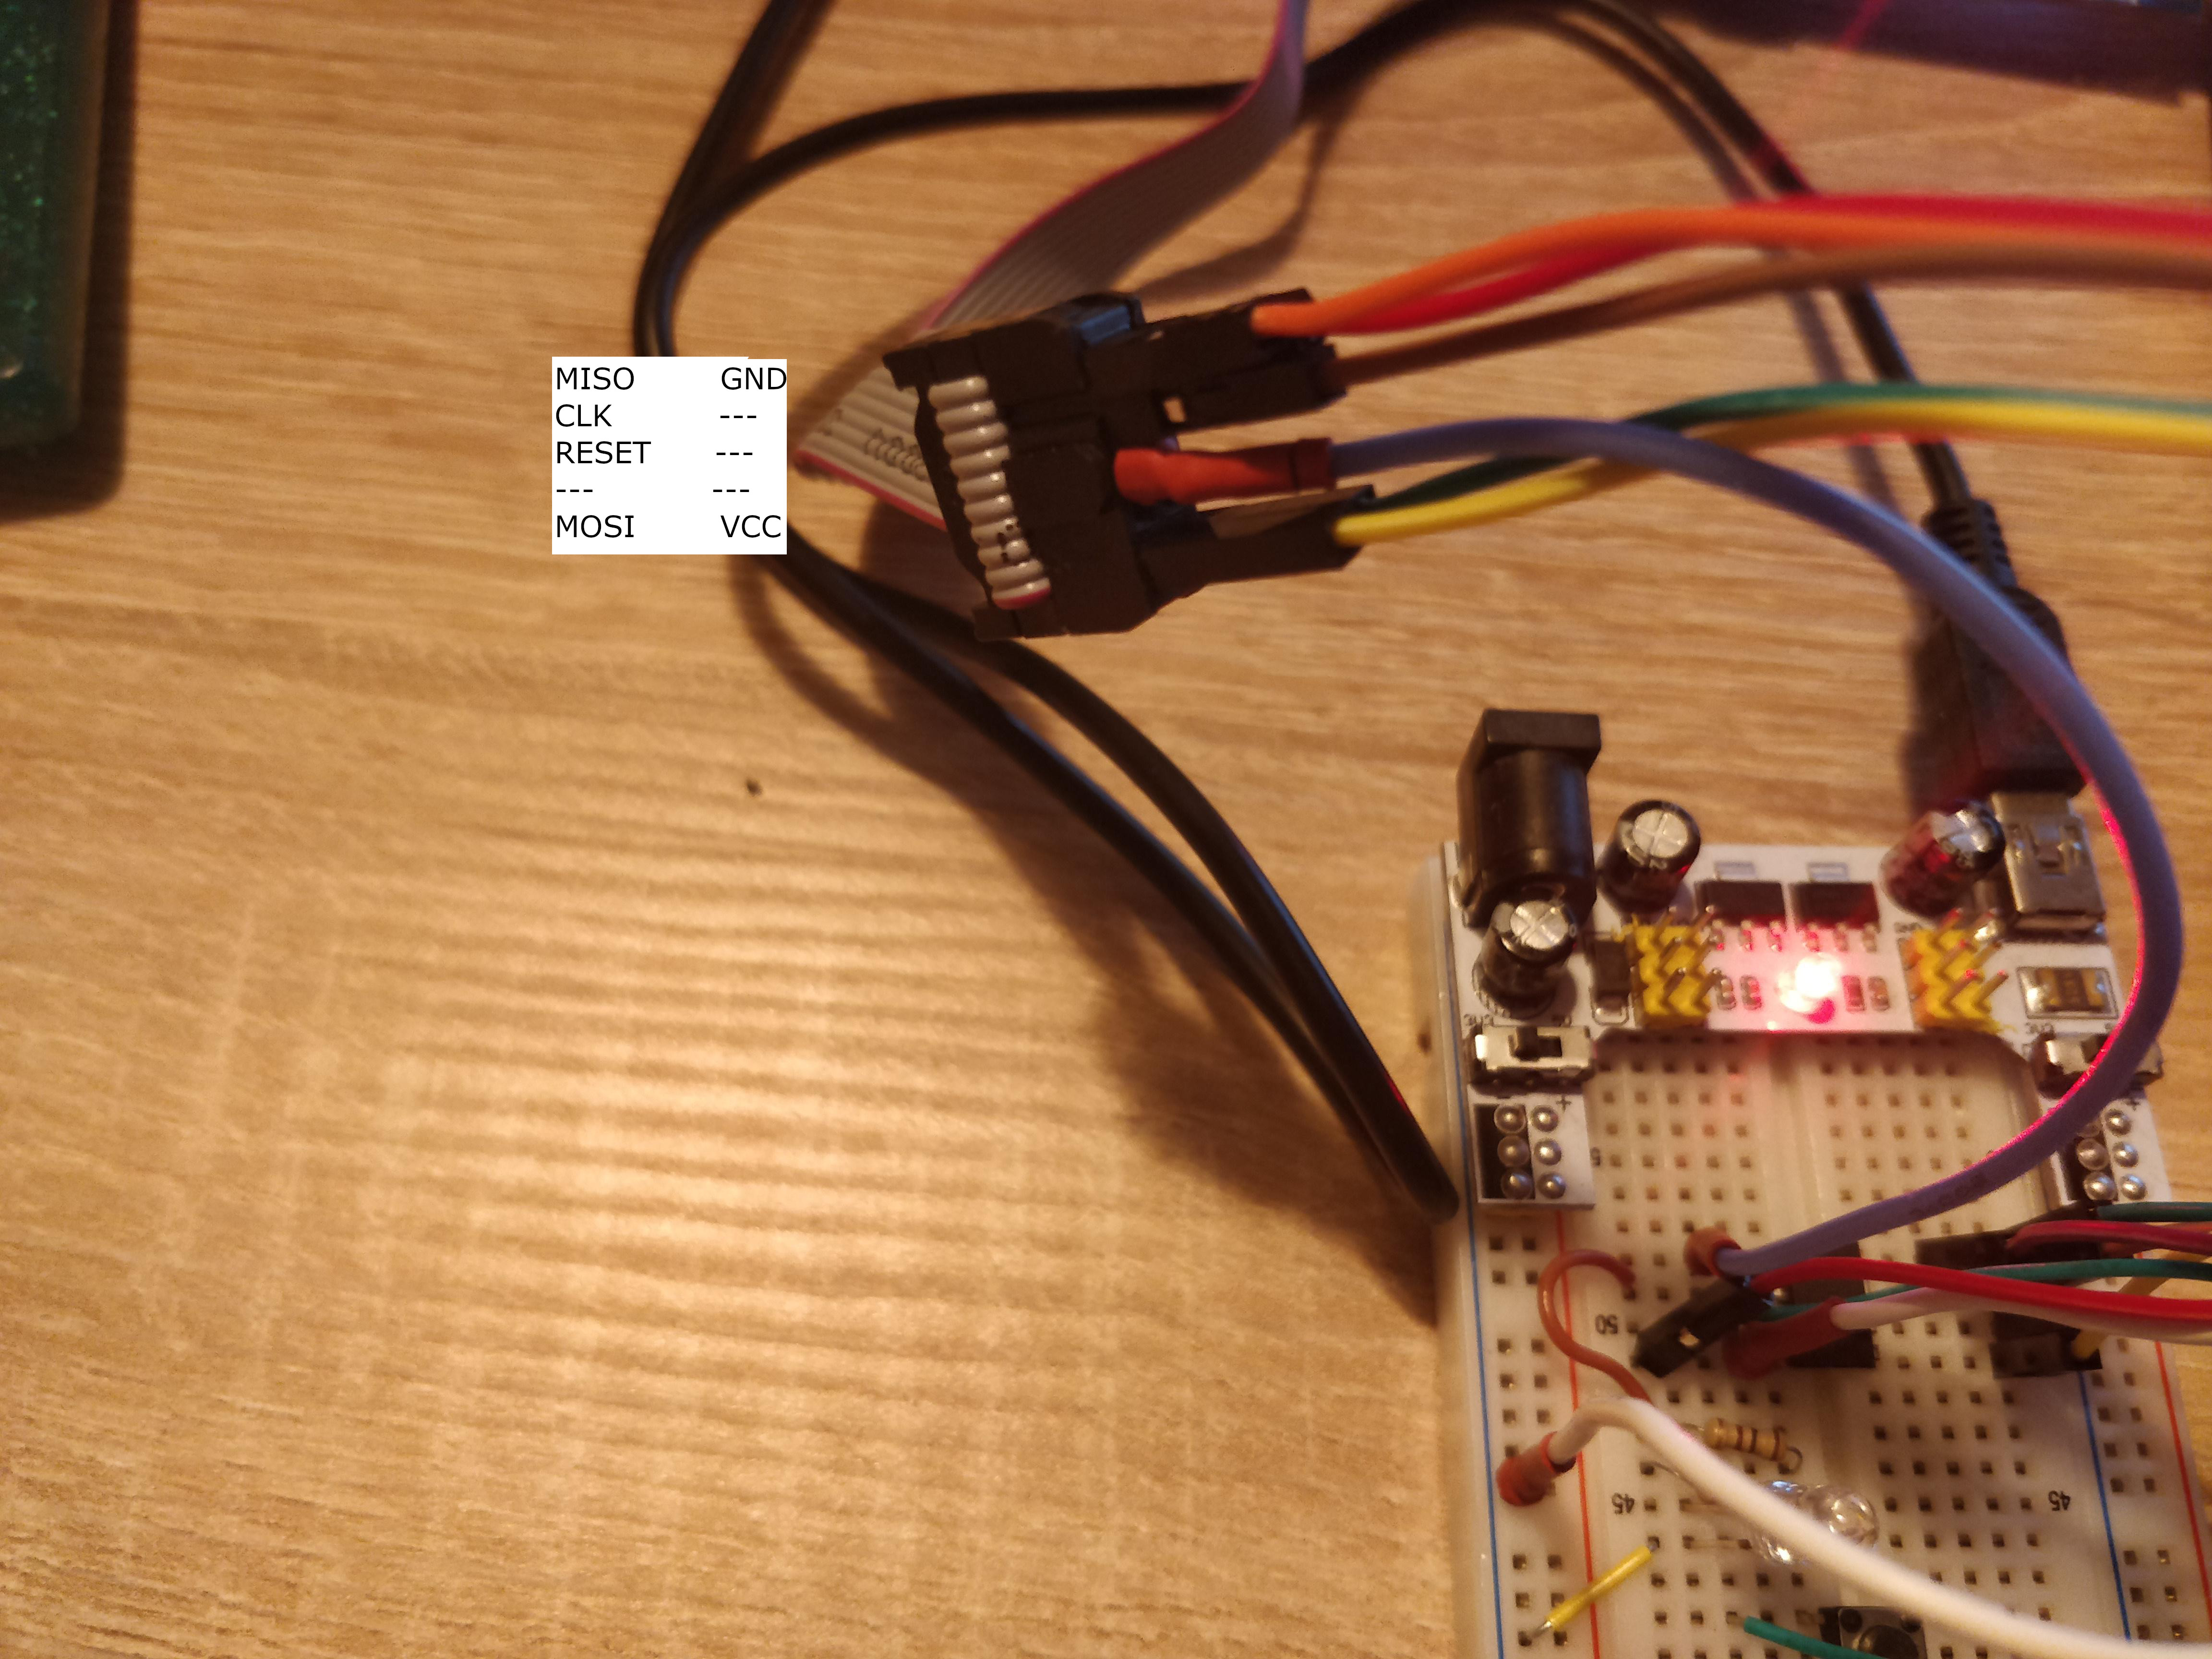 MISO GND
CLK ---
RESET ---
--- ---
MOSI VCC
50
45
45